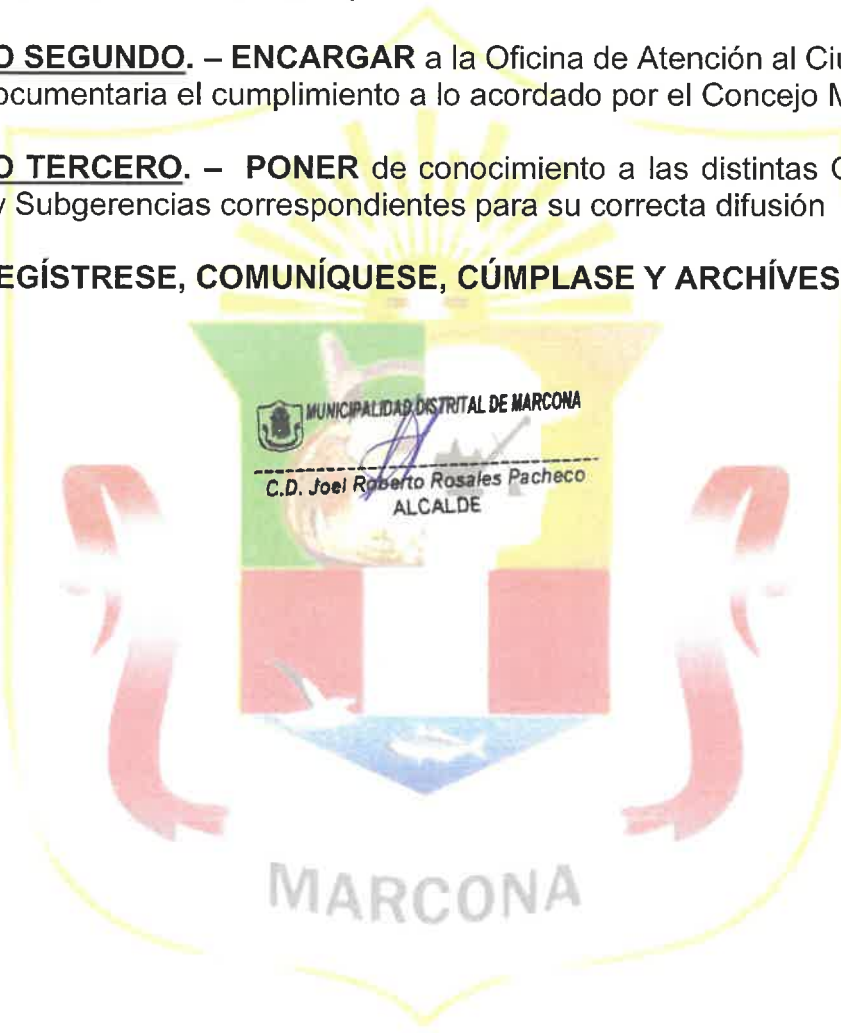 O SEGUNDO. – ENCARGAR a la Oficina de Atención al Ciu
ocumentaria el cumplimiento a lo acordado por el Concejo M
O TERCERO. – PONER de conocimiento a las distintas G
y Subgerencias correspondientes para su correcta difusión
EGÍSTRESE, COMUNÍQUESE, CÚMPLASE Y ARCHÍVES
MUNICIPALIDAD DISTRITAL DE MARCONA
C.D. Joel Roberto Rosales Pacheco
ALCALDE
MARCONA